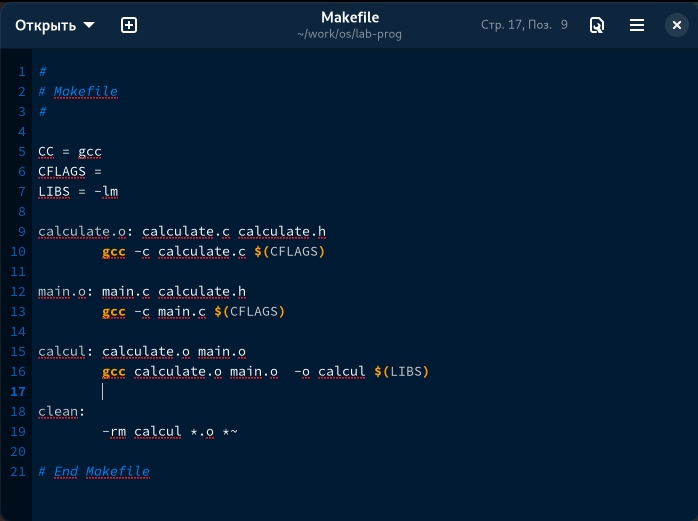 Открыть
Makefile
~/work/os/lab-prog
Стр. 17, Поз. 9
1 #
2 # Makefile
3 #
4
5 CC = gcc
6 CFLAGS =
7 LIBS = -lm
8
9 calculate.o: calculate.c calculate.h
10 gcc -c calculate.c $(CFLAGS)
11
12 main.o: main.c calculate.h
13 gcc -c main.c $(CFLAGS)
14
15 calcul: calculate.o main.o
16 gcc calculate.o main.o  -o calcul $(LIBS)
17
18 clean:
19 -rm calcul *.o *~
20
21 # End Makefile